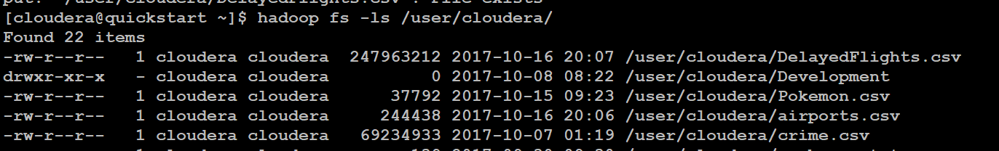 put: `/user/cloudera/DelayedFlights.csv': File exists
[cloudera@quickstart ~]$ hadoop fs -ls /user/cloudera/
Found 22 items
-rw-r--r-- 1 cloudera cloudera 247963212 2017-10-16 20:07 /user/cloudera/DelayedFlights.csv
drwxr-xr-x - cloudera cloudera 0 2017-10-08 08:22 /user/cloudera/Development
-rw-r--r-- 1 cloudera cloudera 37792 2017-10-15 09:23 /user/cloudera/Pokemon.csv
-rw-r--r-- 1 cloudera cloudera 244438 2017-10-16 20:06 /user/cloudera/airports.csv
-rw-r--r-- 1 cloudera cloudera 69234933 2017-10-07 01:19 /user/cloudera/crime.csv